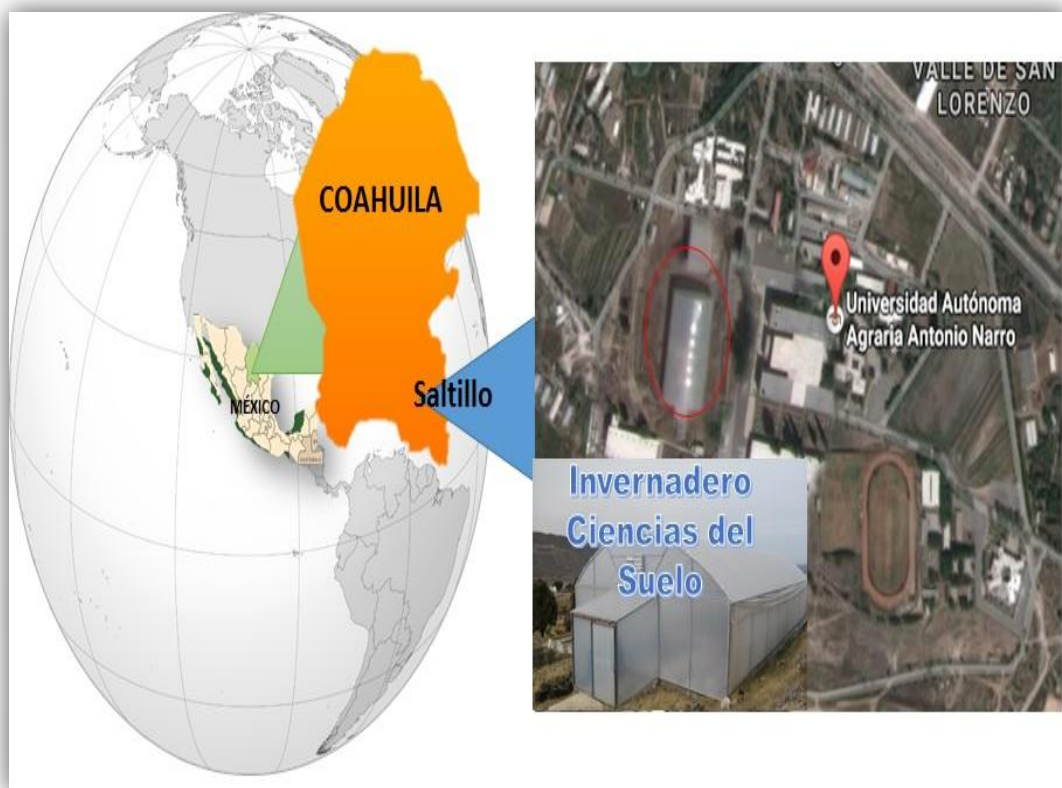 COAHUILA
Saltillo
MÉXICO
VALLE DE SAN
LORENZO
Universidad Autónoma
Agraria Antonio Narro
Invernadero
Ciencias del
Suelo